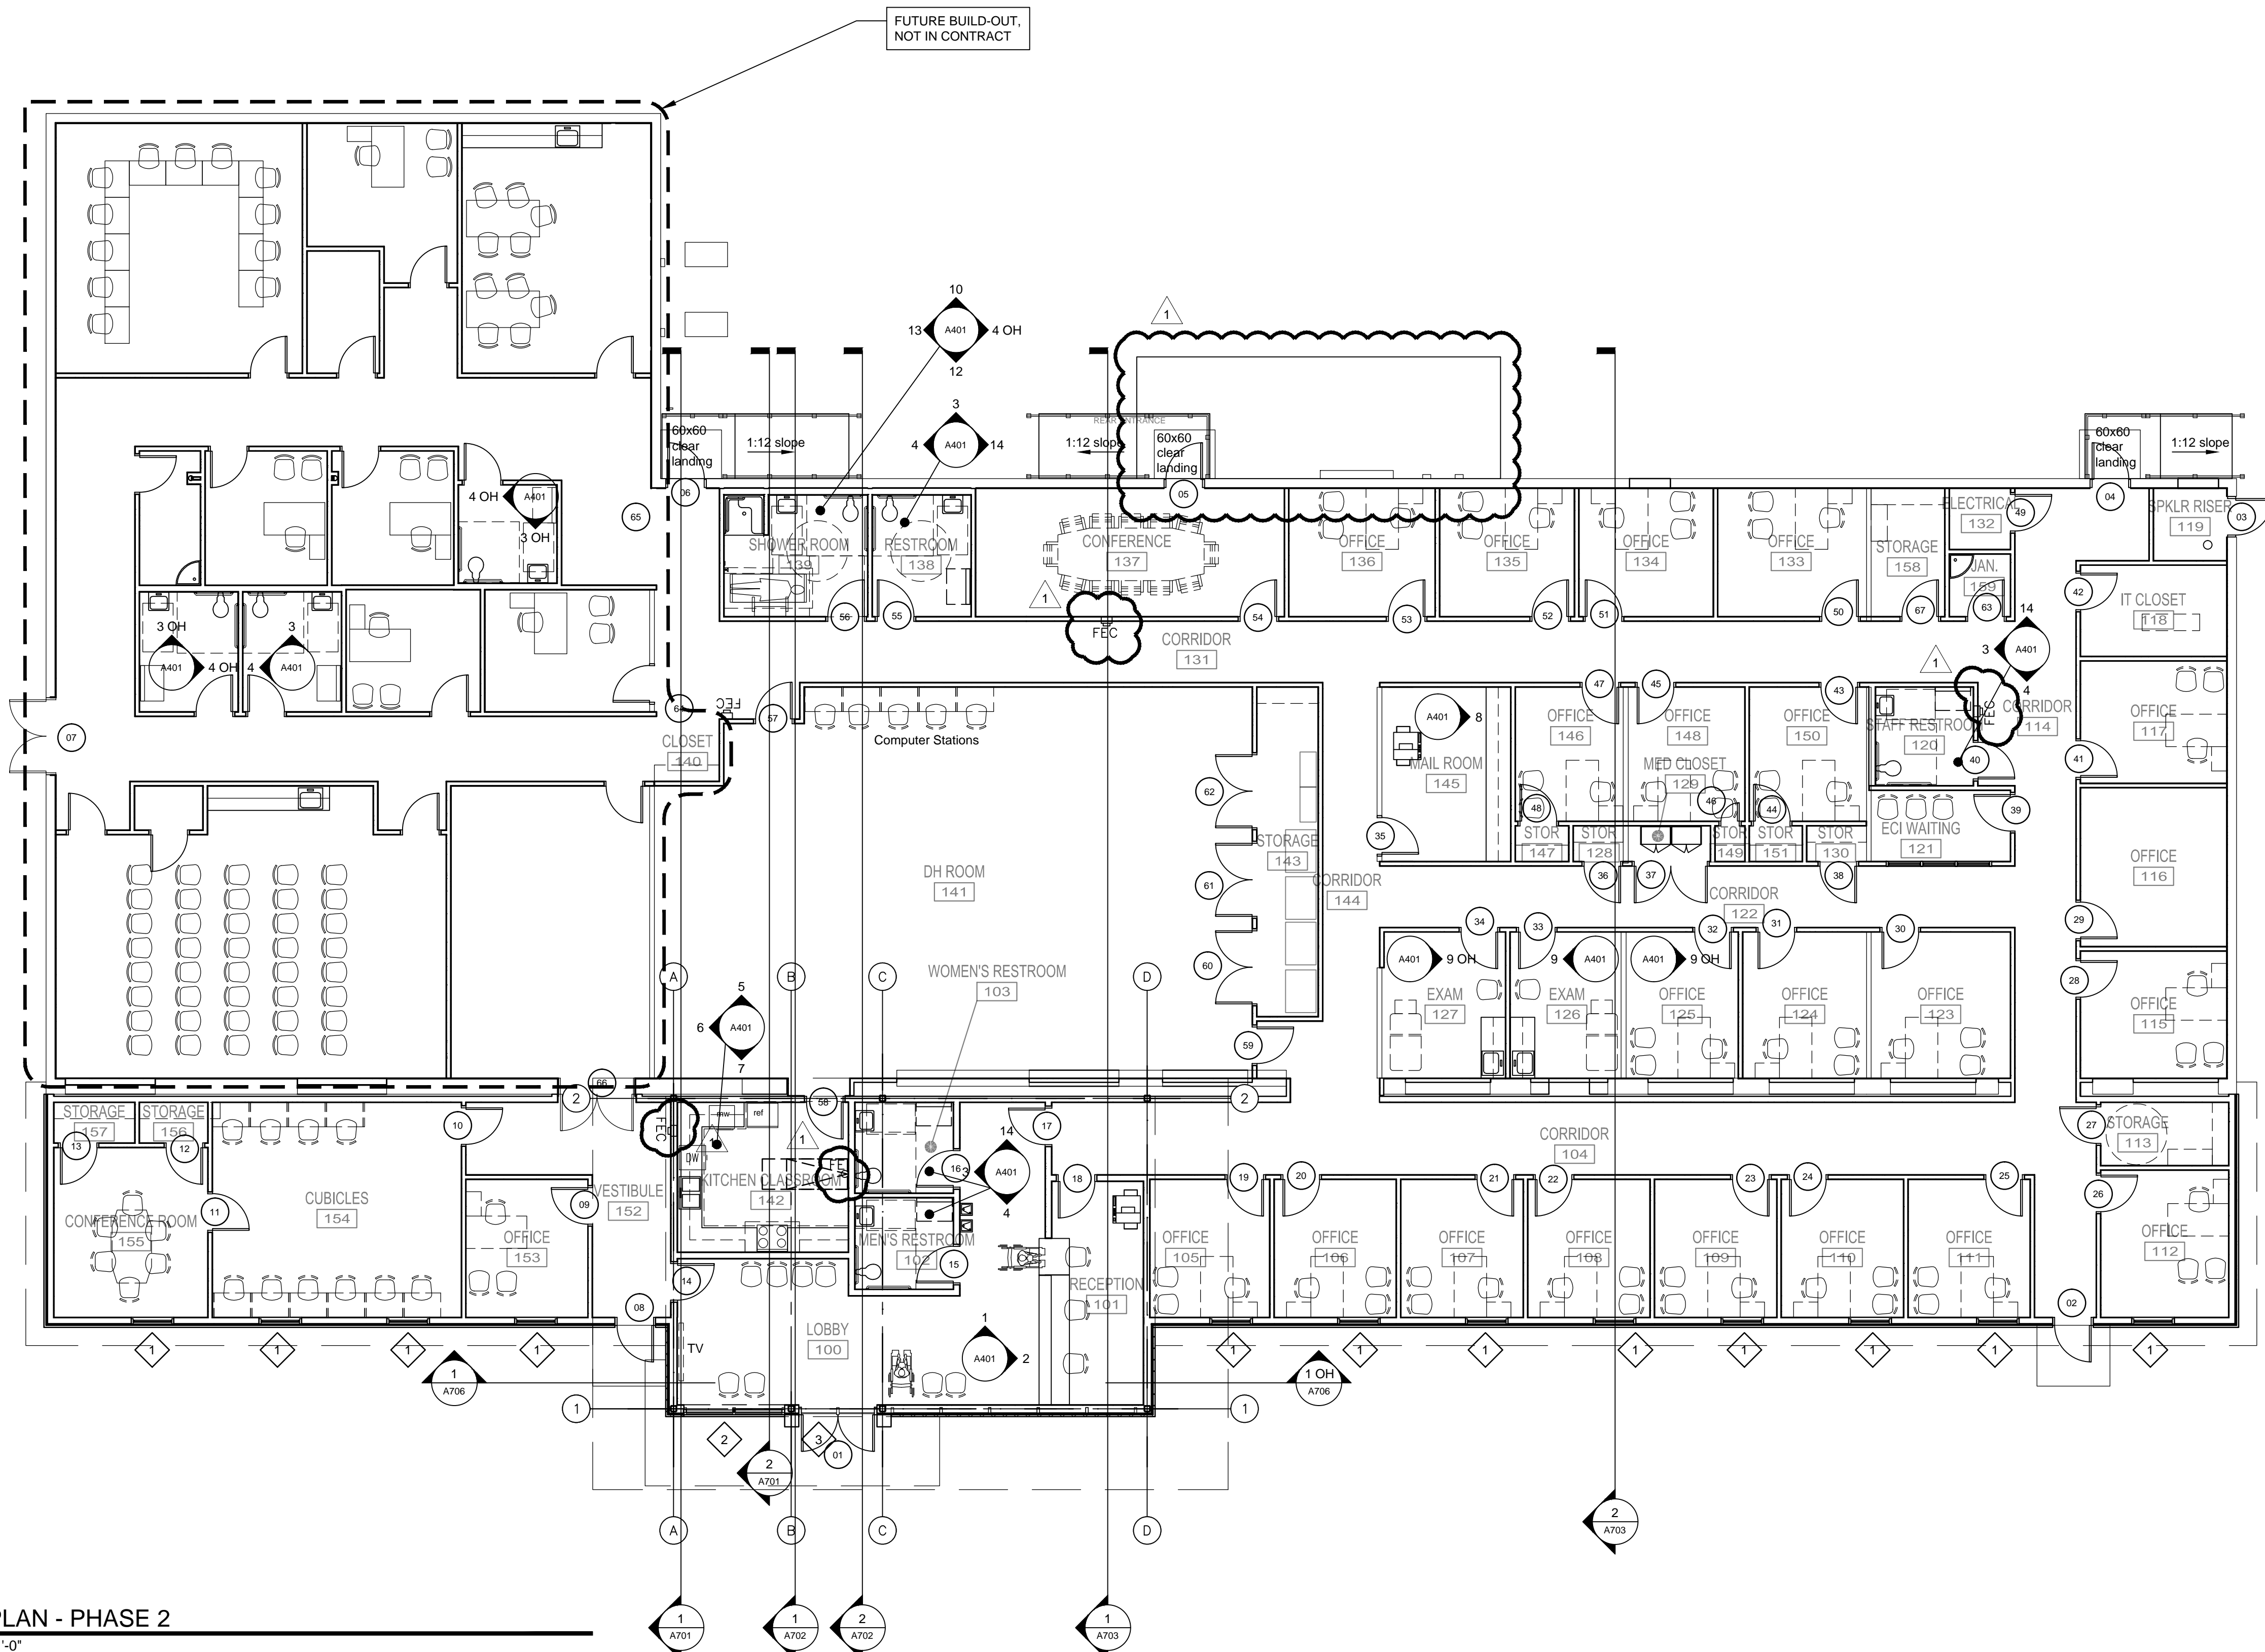 FUTURE BUILD-OUT,
NOT IN CONTRACT
10
13 A401 4 OH
12
3
4 A401 14
1
REAR ENTRANCE
60x60
clear
landing
1:12 slope
1:12 slope
60x60
clear
landing
60x60
clear
landing
1:12 slope
06
05
04
03
65
4 OH A401
3 OH
SHOWER ROOM
139
RESTROOM
138
CONFERENCE
137
OFFICE
136
OFFICE
135
OFFICE
134
OFFICE
133
STORAGE
158
ELECTRICAL
132
49
SPKLR RISER
119
JAN.
159
1
56
55
54
53
52
51
50
67
63
42
IT CLOSET
118
FEC
CORRIDOR
131
3 OH
A401 4 OH
3
4 A401
14
3 A401
4
1
64
FEC
57
47
45
43
07
CLOSET
140
Computer Stations
A401 8
OFFICE
146
OFFICE
148
OFFICE
150
STAFF RESTROOM
120
FEC
CORRIDOR
114
OFFICE
117
41
40
MAIL ROOM
145
MED CLOSET
129
62
48
46
44
39
35
STORAGE
143
STOR
147
STOR
128
STOR
149
STOR
151
STOR
130
ECI WAITING
121
OFFICE
116
DH ROOM
141
61
CORRIDOR
144
36
37
38
CORRIDOR
122
34
33
32
31
30
29
60
A401 9 OH
9 A401
A401 9 OH
A
B
C
D
WOMEN'S RESTROOM
103
EXAM
127
EXAM
126
OFFICE
125
OFFICE
124
OFFICE
123
28
OFFICE
115
5
6 A401
7
59
66
2
2
STORAGE
157
STORAGE
156
13
12
10
FEC
mw
ref
58
1
1
DW
17
14
A401
3
4
16
CORRIDOR
104
27
STORAGE
113
CONFERENCE ROOM
155
11
CUBICLES
154
OFFICE
153
09
VESTIBULE
152
KITCHEN CLASSROOM
142
18
19
20
21
22
23
24
25
26
MEN'S RESTROOM
102
15
OFFICE
105
OFFICE
106
OFFICE
107
OFFICE
108
OFFICE
109
OFFICE
110
OFFICE
111
OFFICE
112
14
08
RECEPTION
101
02
LOBBY
100
TV
1
A401 2
1
1
1
1
1
1
1
1
1
1
1
1
1
A706
1 OH
A706
1
1
2
3
01
2
A701
A
B
C
D
2
A703
1
A701
1
A702
2
A702
1
A703
PLAN - PHASE 2
'-0"